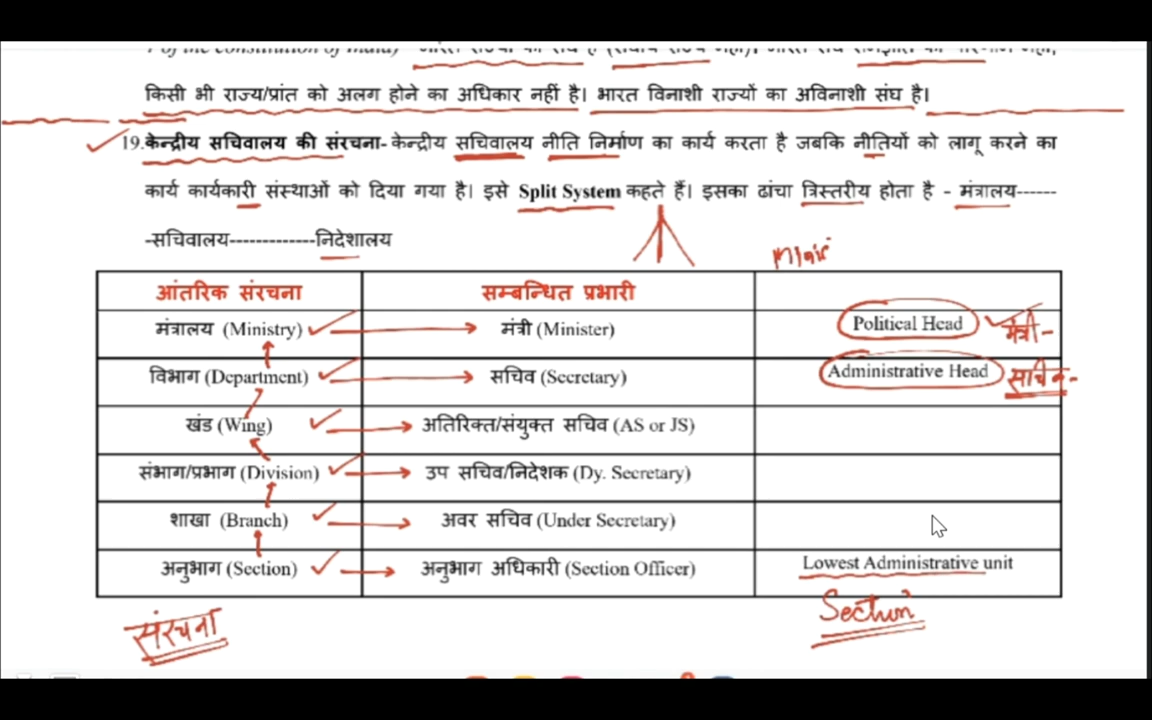 किसी भी राज्य/प्रांत को अलग होने का अधिकार नहीं है। भारत विनाशी राज्यों का अविनाशी संघ है।
19.केन्द्रीय सचिवालय की संरचना- केन्द्रीय सचिवालय नीति निर्माण का कार्य करता है जबकि नीतियों को लागू करने का
कार्य कार्यकारी संस्थाओं को दिया गया है। इसे Split System कहते हैं। इसका ढांचा त्रिस्तरीय होता है - मंत्रालय------
-सचिवालय-------------निदेशालय
आंतरिक संरचना सम्बन्धित प्रभारी
मंत्रालय (Ministry) मंत्री (Minister) Political Head मंत्री -
विभाग (Department) सचिव (Secretary) Administrative Head सचिव -
खंड (Wing) अतिरिक्त/संयुक्त सचिव (AS or JS)
संभाग/प्रभाग (Division) उप सचिव/निदेशक (Dy. Secretary)
शाखा (Branch) अवर सचिव (Under Secretary)
अनुभाग (Section) अनुभाग अधिकारी (Section Officer) Lowest Administrative unit
Section
संरचना